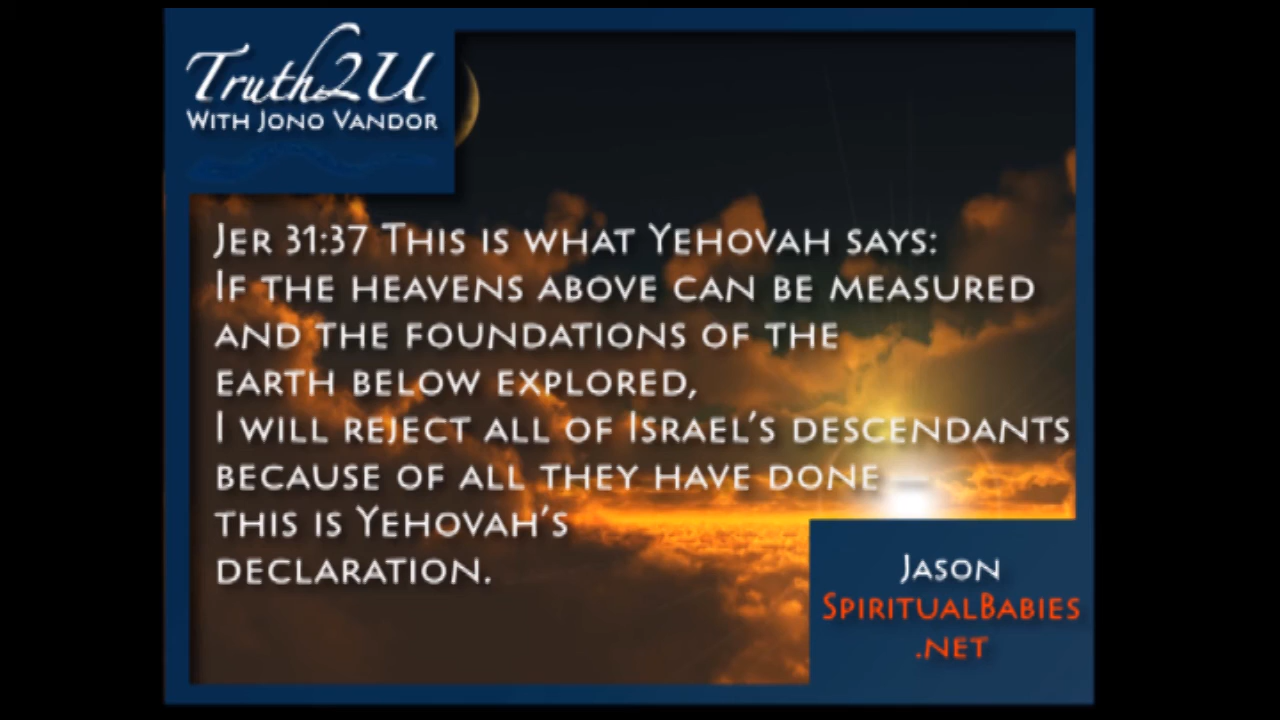 Truth2U
With Jono Vandor
Jer 31:37 This is what Yehovah says:
If the heavens above can be measured
and the foundations of the
earth below explored,
I will reject all of Israel's descendants
because of all they have done —
this is Yehovah's
declaration.
Jason
SpiritualBabies
.net